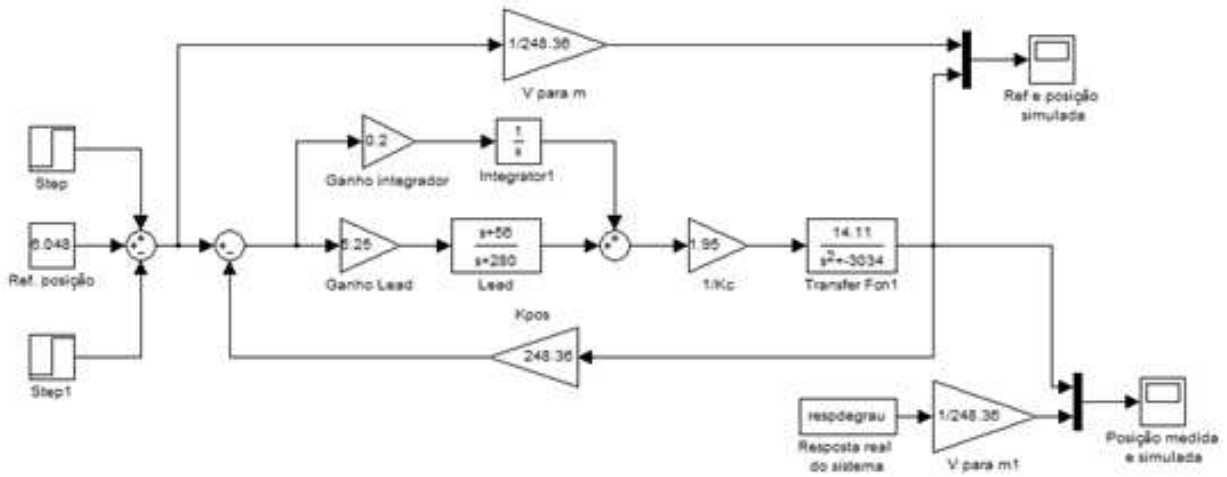 1/248.36
V para m
Ref e posição
simulada
Step
0.2
Ganho integrador
1
s
Integrator1
6.048
Ref. posição
5.25
Ganho Lead
s+56
s+280
Lead
1.95
1/Kc
14.11
s2+-3034
Transfer Fcn1
Kpos
248.36
Step1
respdegrau
Resposta real
do sistema
1/248.36
V para m1
Posição medida
e simulada